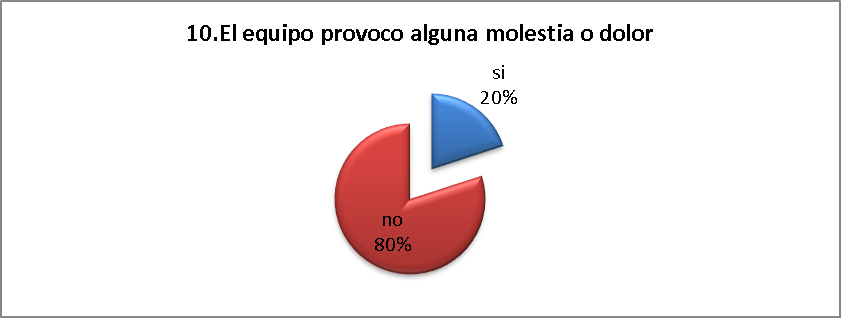 10.El equipo provoco alguna molestia o dolor
si
20%
no
80%